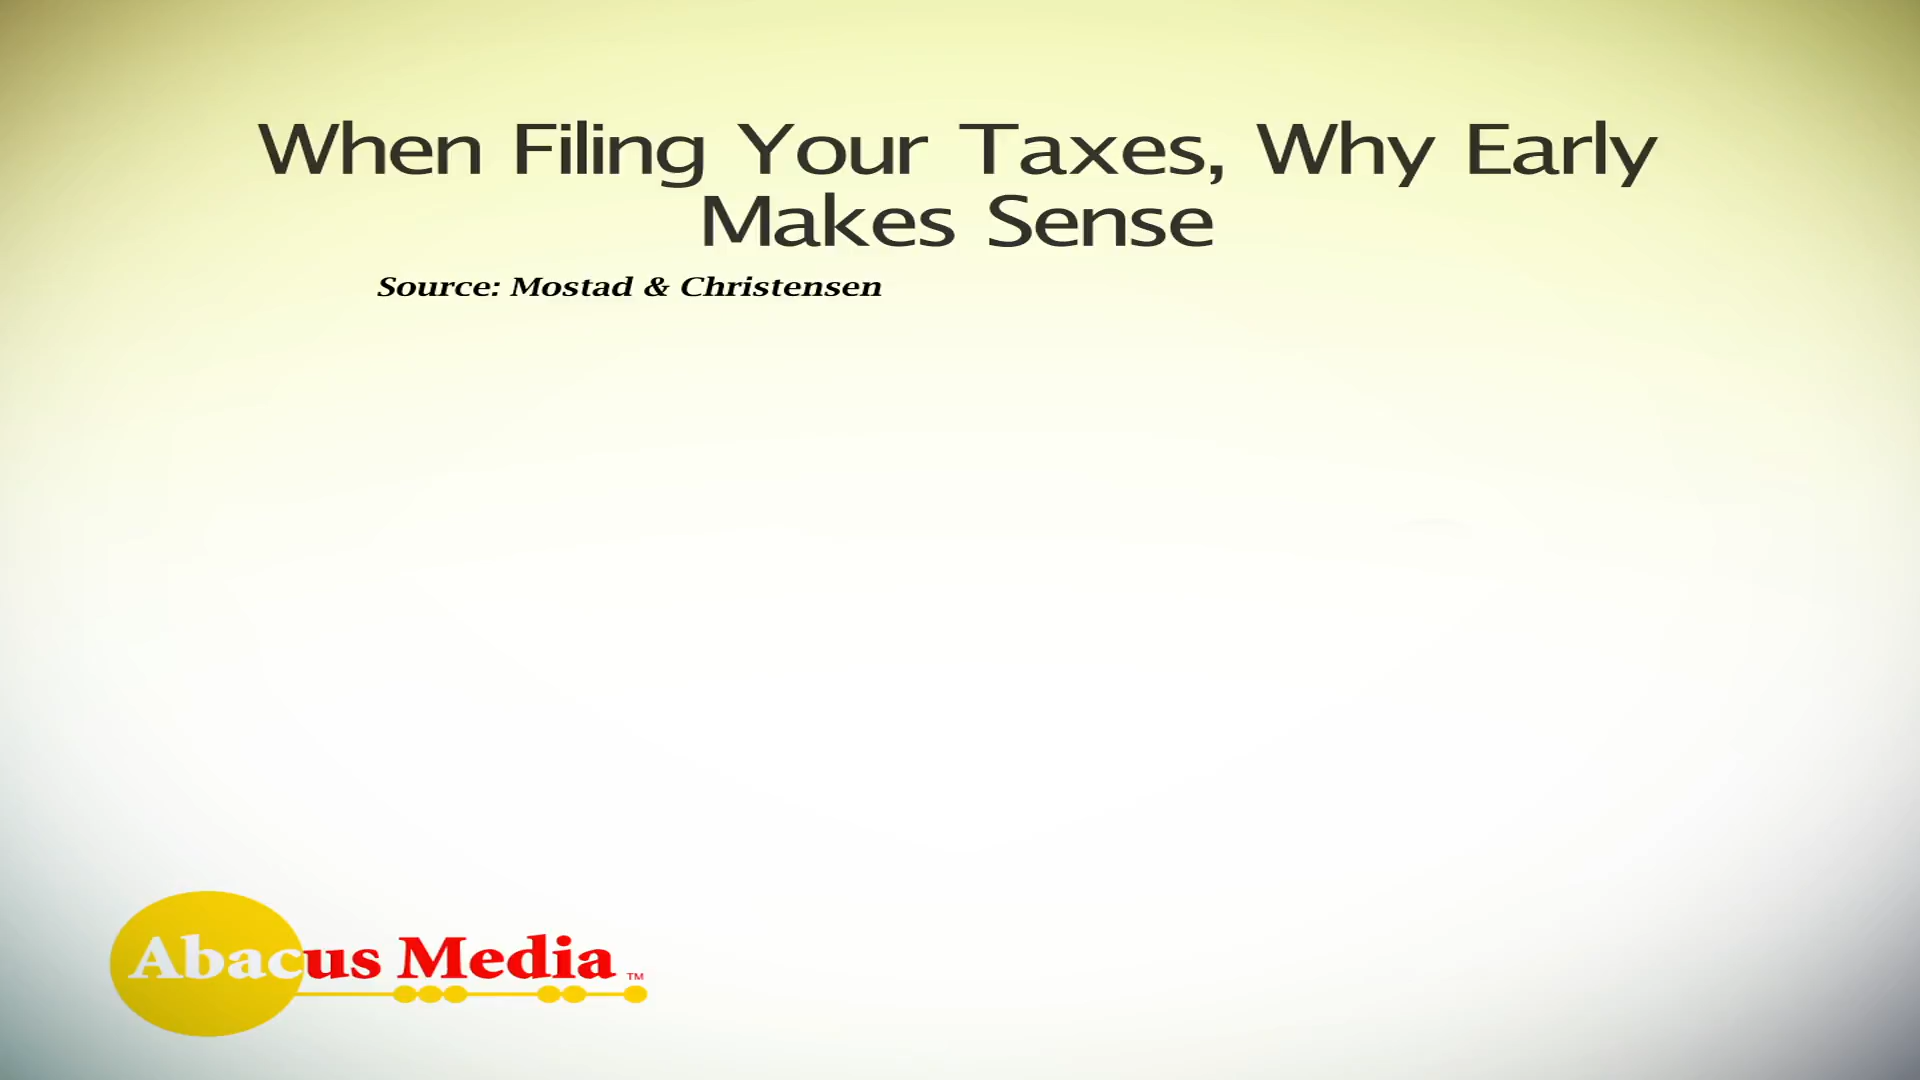 When Filing Your Taxes, Why Early
Makes Sense
Source: Mostad & Christensen
Abacus Media ™